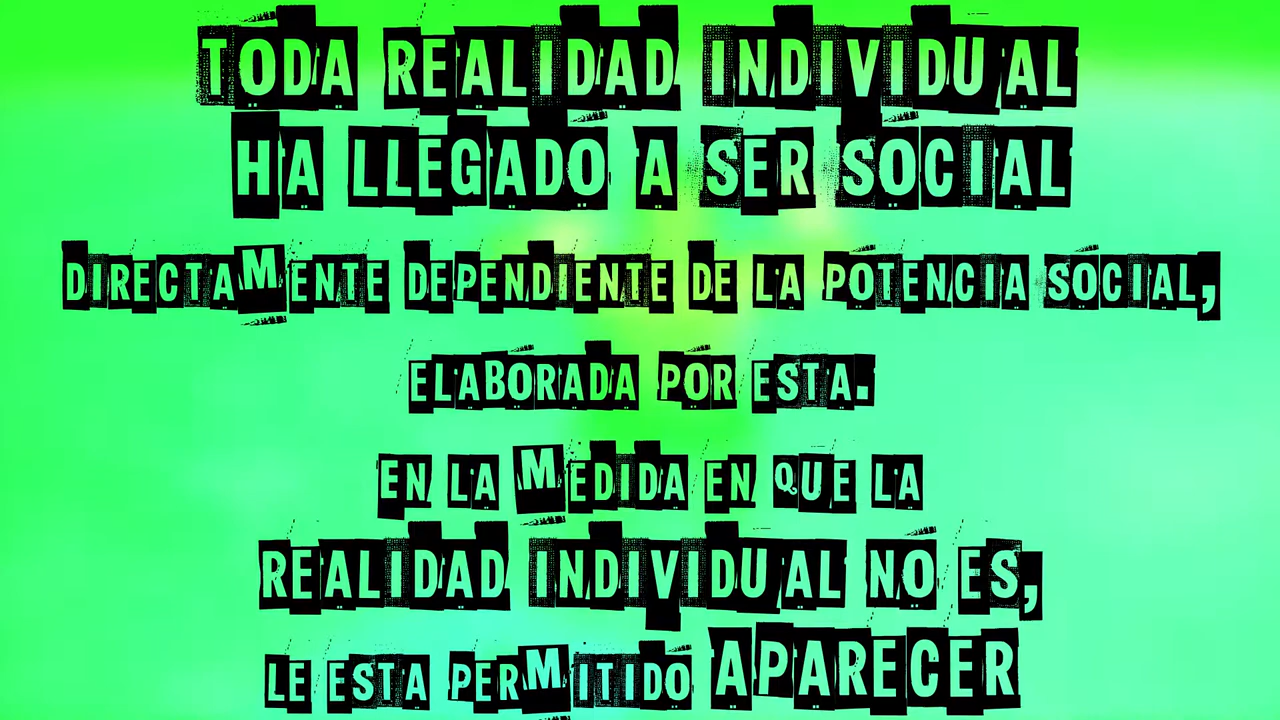 TODA REALIDAD INDIVIDUAL
HA LLEGADO A SER SOCIAL
DIRECTAMENTE DEPENDIENTE DE LA POTENCIA SOCIAL,
ELABORADA POR ESTA.
EN LA MEDIDA EN QUE LA
REALIDAD INDIVIDUAL NO ES,
LE ESTA PERMITIDO APARECER